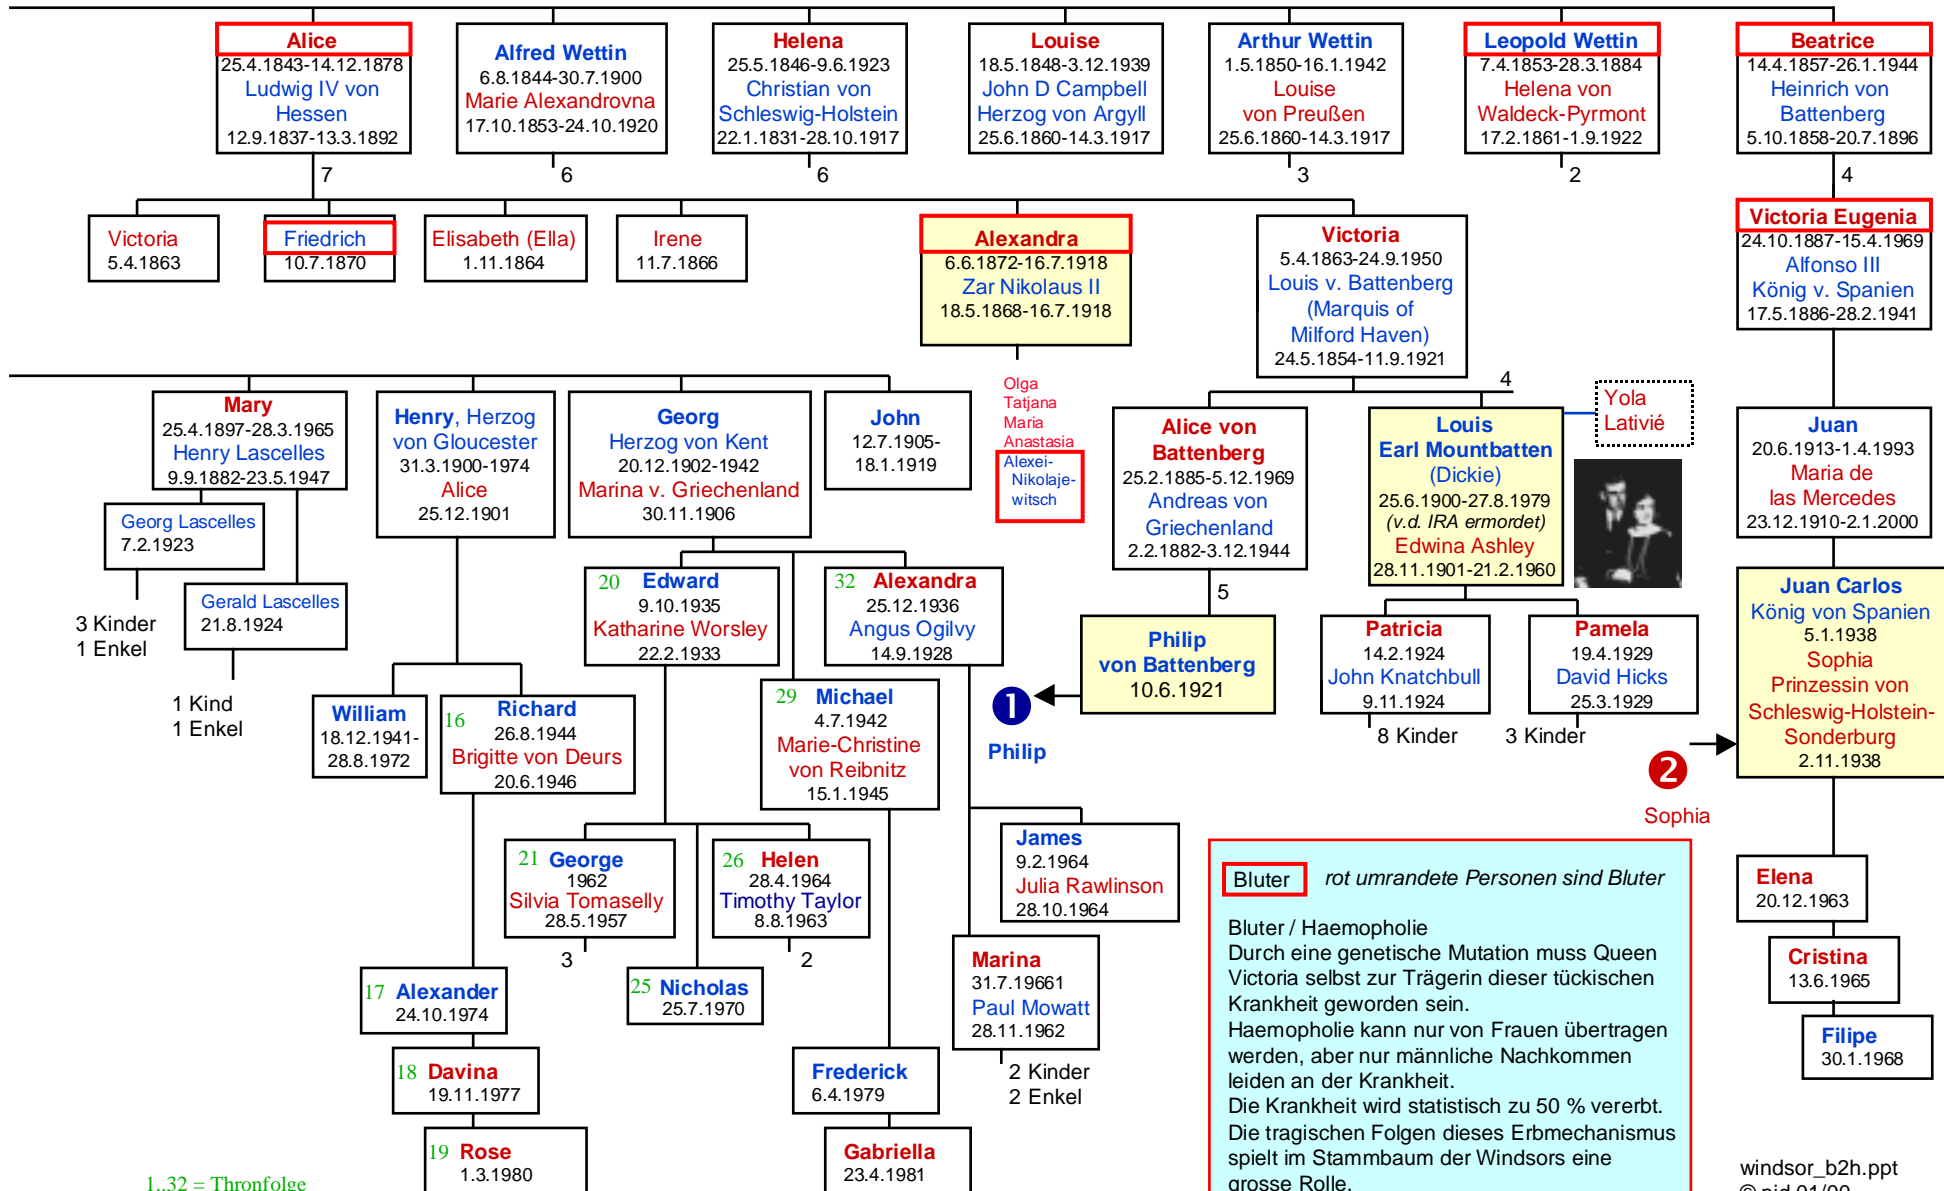 Alice
25.4.1843-14.12.1878
Ludwig IV von
Hessen
12.9.1837-13.3.1892
7
Alfred Wettin
6.8.1844-30.7.1900
Marie Alexandrovna
17.10.1853-24.10.1920
6
Helena
25.5.1846-9.6.1923
Christian von
Schleswig-Holstein
22.1.1831-28.10.1917
6
Louise
18.5.1848-3.12.1939
John D Campbell
Herzog von Argyll
25.6.1860-14.3.1917
Arthur Wettin
1.5.1850-16.1.1942
Louise
von Preußen
25.6.1860-14.3.1917
3
Leopold Wettin
7.4.1853-28.3.1884
Helena von
Waldeck-Pyrmont
17.2.1861-1.9.1922
2
Beatrice
14.4.1857-26.1.1944
Heinrich von
Battenberg
5.10.1858-20.7.1896
4
Victoria
5.4.1863
Friedrich
10.7.1870
Elisabeth (Ella)
1.11.1864
Irene
11.7.1866
Alexandra
6.6.1872-16.7.1918
Zar Nikolaus II
18.5.1868-16.7.1918
Victoria
5.4.1863-24.9.1950
Louis v. Battenberg
(Marquis of
Milford Haven)
24.5.1854-11.9.1921
4
Victoria Eugenia
24.10.1887-15.4.1969
Alfonso III
König v. Spanien
17.5.1886-28.2.1941
Olga
Tatjana
Maria
Anastasia
Alexei-
Nikolaje-
witsch
Mary
25.4.1897-28.3.1965
Henry Lascelles
9.9.1882-23.5.1947
Henry, Herzog
von Gloucester
31.3.1900-1974
Alice
25.12.1901
Georg
Herzog von Kent
20.12.1902-1942
Marina v. Griechenland
30.11.1906
John
12.7.1905-
18.1.1919
Alice von
Battenberg
25.2.1885-5.12.1969
Andreas von
Griechenland
2.2.1882-3.12.1944
5
Louis
Earl Mountbatten
(Dickie)
25.6.1900-27.8.1979
(v.d. IRA ermordet)
Edwina Ashley
28.11.1901-21.2.1960
Yola
Lativié
Juan
20.6.1913-1.4.1993
Maria de
las Mercedes
23.12.1910-2.1.2000
Georg Lascelles
7.2.1923
3 Kinder
1 Enkel
Gerald Lascelles
21.8.1924
1 Kind
1 Enkel
20 Edward
9.10.1935
Katharine Worsley
22.2.1933
32 Alexandra
25.12.1936
Angus Ogilvy
14.9.1928
Philip
von Battenberg
10.6.1921
1
Philip
Patricia
14.2.1924
John Knatchbull
9.11.1924
8 Kinder
Pamela
19.4.1929
David Hicks
25.3.1929
3 Kinder
Juan Carlos
König von Spanien
5.1.1938
Sophia
Prinzessin von
Schleswig-Holstein-
Sonderburg
2.11.1938
2
Sophia
William
18.12.1941-
28.8.1972
16 Richard
26.8.1944
Brigitte von Deurs
20.6.1946
29 Michael
4.7.1942
Marie-Christine
von Reibnitz
15.1.1945
21 George
1962
Silvia Tomaselly
28.5.1957
3
26 Helen
28.4.1964
Timothy Taylor
8.8.1963
2
James
9.2.1964
Julia Rawlinson
28.10.1964
Marina
31.7.19661
Paul Mowatt
28.11.1962
2 Kinder
2 Enkel
17 Alexander
24.10.1974
25 Nicholas
25.7.1970
18 Davina
19.11.1977
Frederick
6.4.1979
19 Rose
1.3.1980
Gabriella
23.4.1981
Elena
20.12.1963
Cristina
13.6.1965
Filipe
30.1.1968
Bluter rot umrandete Personen sind Bluter
Bluter / Haemopholie
Durch eine genetische Mutation muss Queen
Victoria selbst zur Trägerin dieser tückischen
Krankheit geworden sein.
Haemopholie kann nur von Frauen übertragen
werden, aber nur männliche Nachkommen
leiden an der Krankheit.
Die Krankheit wird statistisch zu 50 % vererbt.
Die tragischen Folgen dieses Erbmechanismus
spielt im Stammbaum der Windsors eine
grosse Rolle.
1..32 = Thronfolge
windsor_b2h.ppt